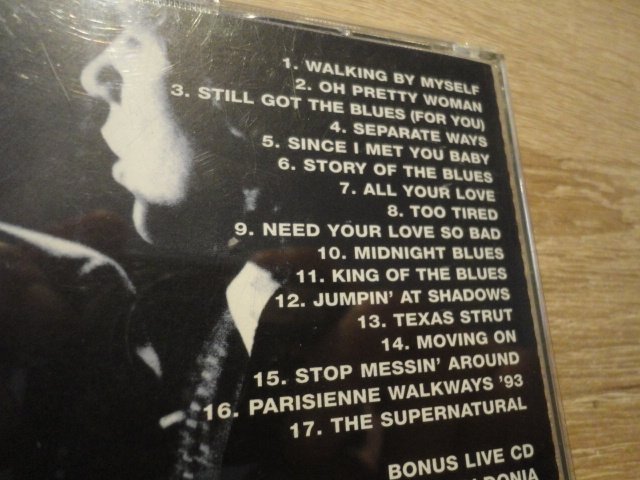 1. WALKING BY MYSELF
2. OH PRETTY WOMAN
3. STILL GOT THE BLUES (FOR YOU)
4. SEPARATE WAYS
5. SINCE I MET YOU BABY
6. STORY OF THE BLUES
7. ALL YOUR LOVE
8. TOO TIRED
9. NEED YOUR LOVE SO BAD
10. MIDNIGHT BLUES
11. KING OF THE BLUES
12. JUMPIN' AT SHADOWS
13. TEXAS STRUT
14. MOVING ON
15. STOP MESSIN' AROUND
16. PARISIENNE WALKWAYS '93
17. THE SUPERNATURAL
BONUS LIVE CD